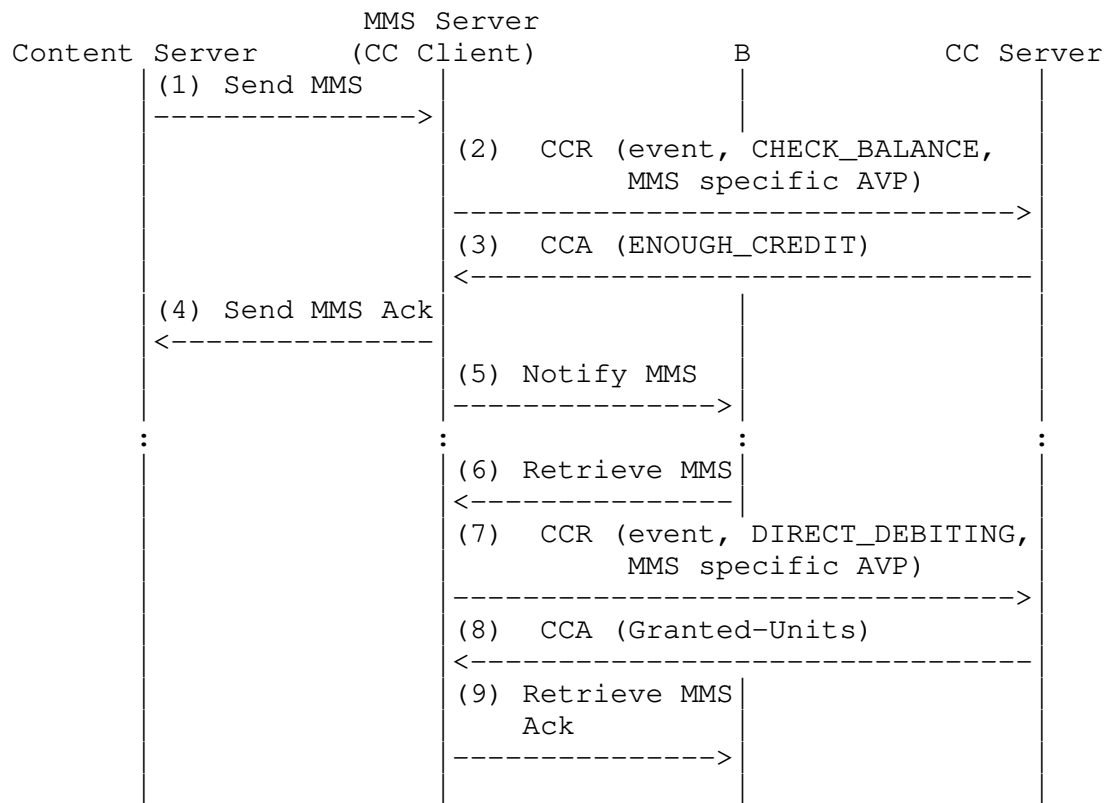 MMS Server
Content Server (CC Client) B CC Server
(1) Send MMS
(2) CCR (event, CHECK_BALANCE,
MMS specific AVP)
(3) CCA (ENOUGH_CREDIT)
(4) Send MMS Ack
(5) Notify MMS
: : : :
(6) Retrieve MMS
(7) CCR (event, DIRECT_DEBITING,
MMS specific AVP)
(8) CCA (Granted-Units)
(9) Retrieve MMS
Ack